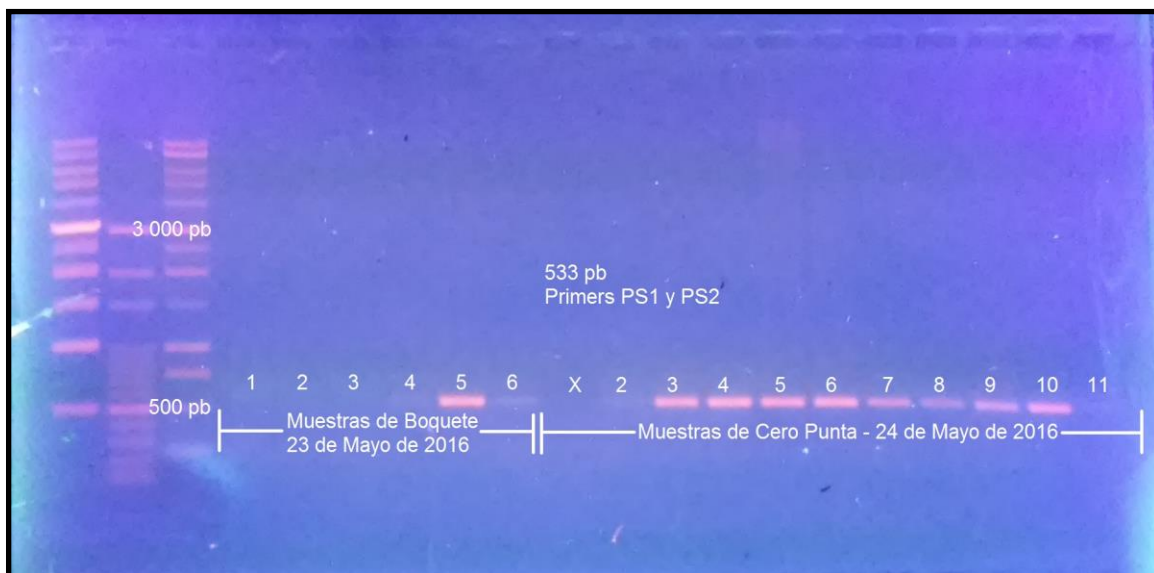 3 000 pb
533 pb
Primers PS1 y PS2
1 2 3 4 5 6 X 2 3 4 5 6 7 8 9 10 11
500 pb
Muestras de Boquete
23 de Mayo de 2016
Muestras de Cero Punta - 24 de Mayo de 2016